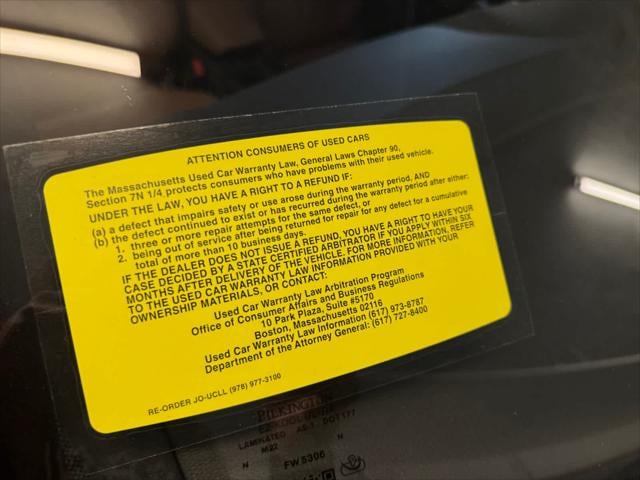 ATTENTION CONSUMERS OF USED CARS
The Massachusetts Used Car Warranty Law, General Laws Chapter 90,
Section 7N 1/4 protects consumers who have problems with their used vehicle.
UNDER THE LAW, YOU HAVE A RIGHT TO A REFUND IF:
(a) a defect that impairs safety or use arose during the warranty period, AND
(b) the defect continued to exist or has recurred during the warranty period after either:
1. three or more repair attempts for the same defect, or
2. being out of service after being returned for repair for any defect for a cumulative
total of more than 10 business days.
IF THE DEALER DOES NOT ISSUE A REFUND, YOU HAVE A RIGHT TO HAVE YOUR
CASE DECIDED BY A STATE CERTIFIED ARBITRATOR IF YOU APPLY WITHIN SIX
MONTHS AFTER DELIVERY OF THE VEHICLE. FOR MORE INFORMATION, REFER
TO THE USED CAR WARRANTY LAW INFORMATION PROVIDED WITH YOUR
OWNERSHIP MATERIALS, OR CONTACT:
Used Car Warranty Law Arbitration Program
Office of Consumer Affairs and Business Regulations
10 Park Plaza, Suite #5170
Boston, Massachusetts 02116
Used Car Warranty Law Information (617) 973-8787
Department of the Attorney General: (617) 727-8400
RE-ORDER JO-UCLL (978) 977-3100
PILKINGTON
LAMINATED AS-1 DOT 177
N M22 N
FW 5306